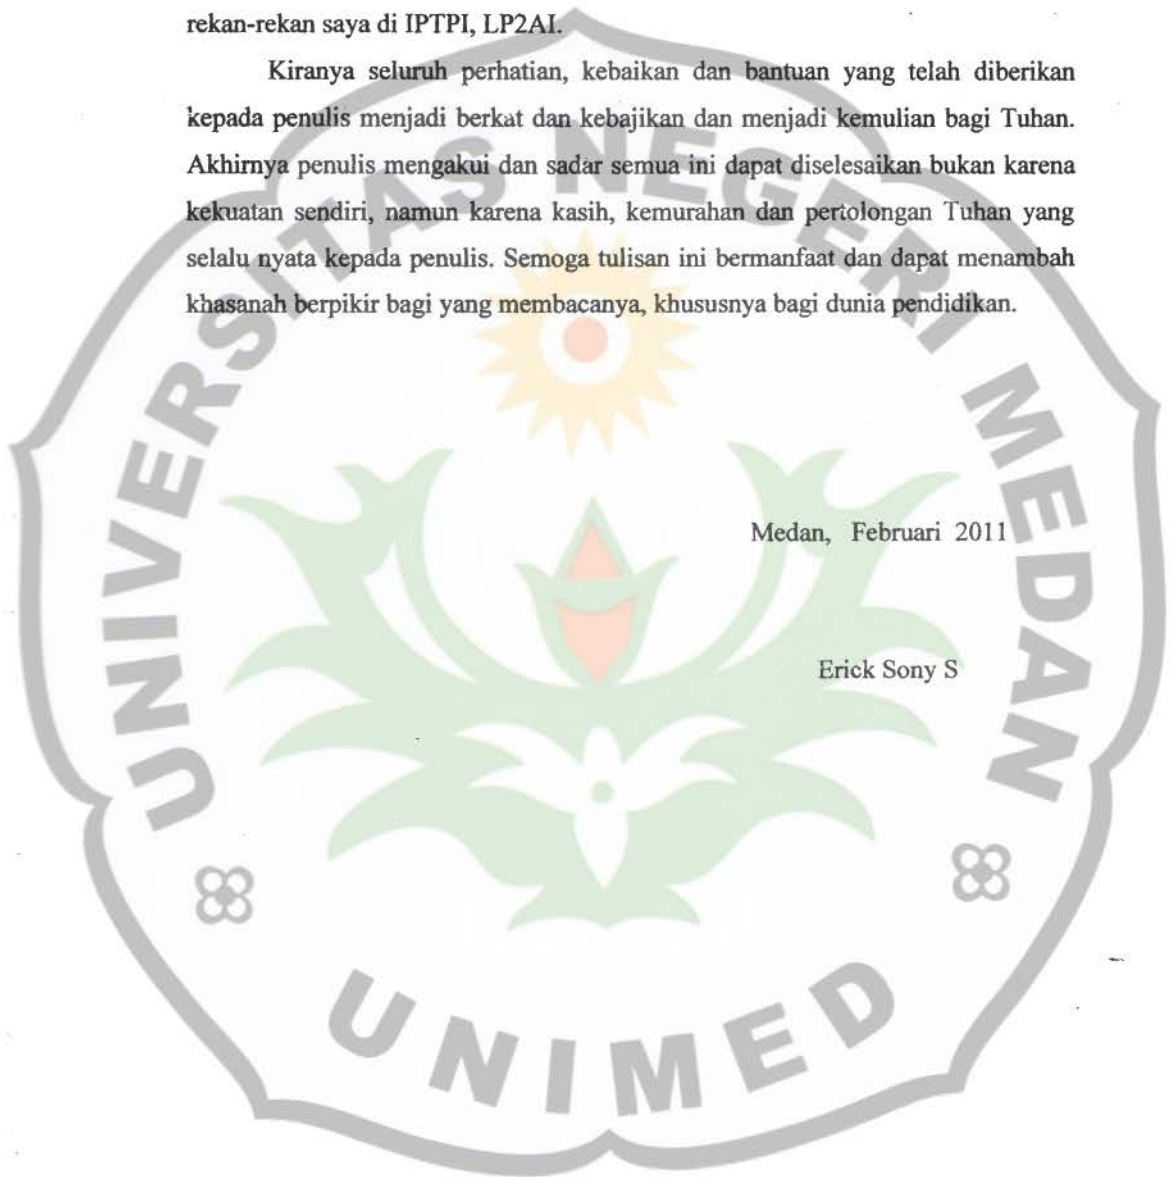 rekan-rekan saya di IPTPI, LP2AI.
Kiranya seluruh perhatian, kebaikan dan bantuan yang telah diberikan
kepada penulis menjadi berkat dan kebajikan dan menjadi kemulian bagi Tuhan.
Akhirnya penulis mengakui dan sadar semua ini dapat diselesaikan bukan karena
kekuatan sendiri, namun karena kasih, kemurahan dan pertolongan Tuhan yang
selalu nyata kepada penulis. Semoga tulisan ini bermanfaat dan dapat menambah
khasanah berpikir bagi yang membacanya, khususnya bagi dunia pendidikan.
Medan, Februari 2011
Erick Sony S
UNIVERSITAS NEGERI MEDAN
UNIMED